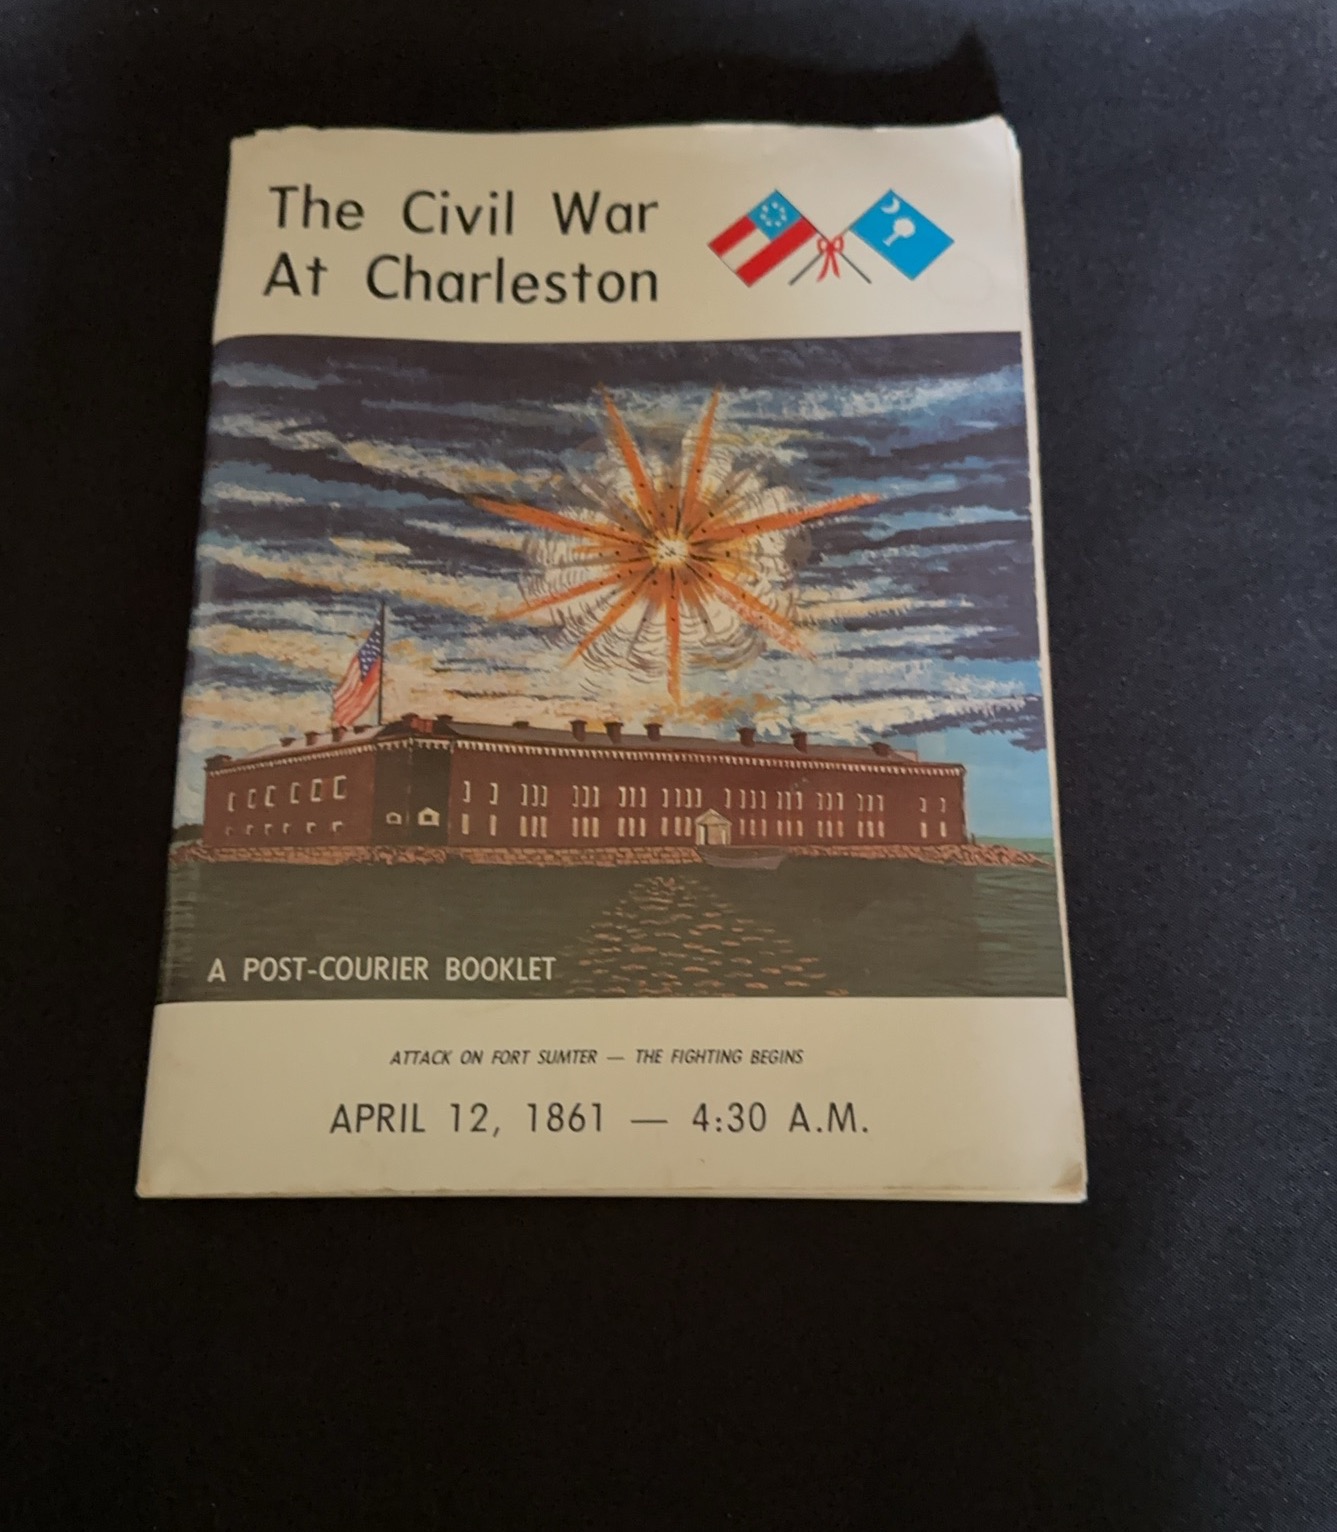 The Civil War
At Charleston
A POST-COURIER BOOKLET
ATTACK ON FORT SUMTER — THE FIGHTING BEGINS
APRIL 12, 1861 — 4:30 A.M.